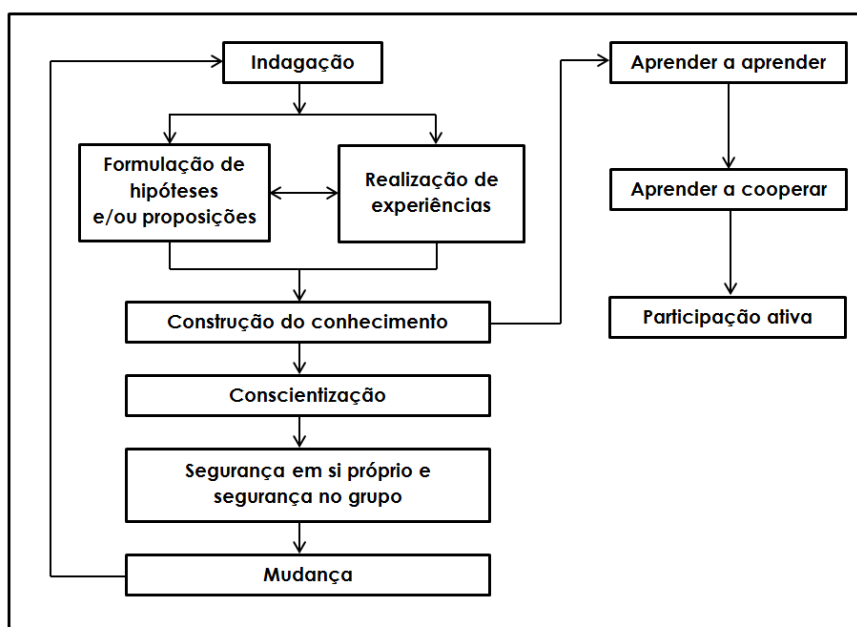 Indagação
Formulação de
hipóteses
e/ou proposições
Realização de
experiências
Construção do conhecimento
Conscientização
Segurança em si próprio e
segurança no grupo
Mudança
Aprender a aprender
Aprender a cooperar
Participação ativa